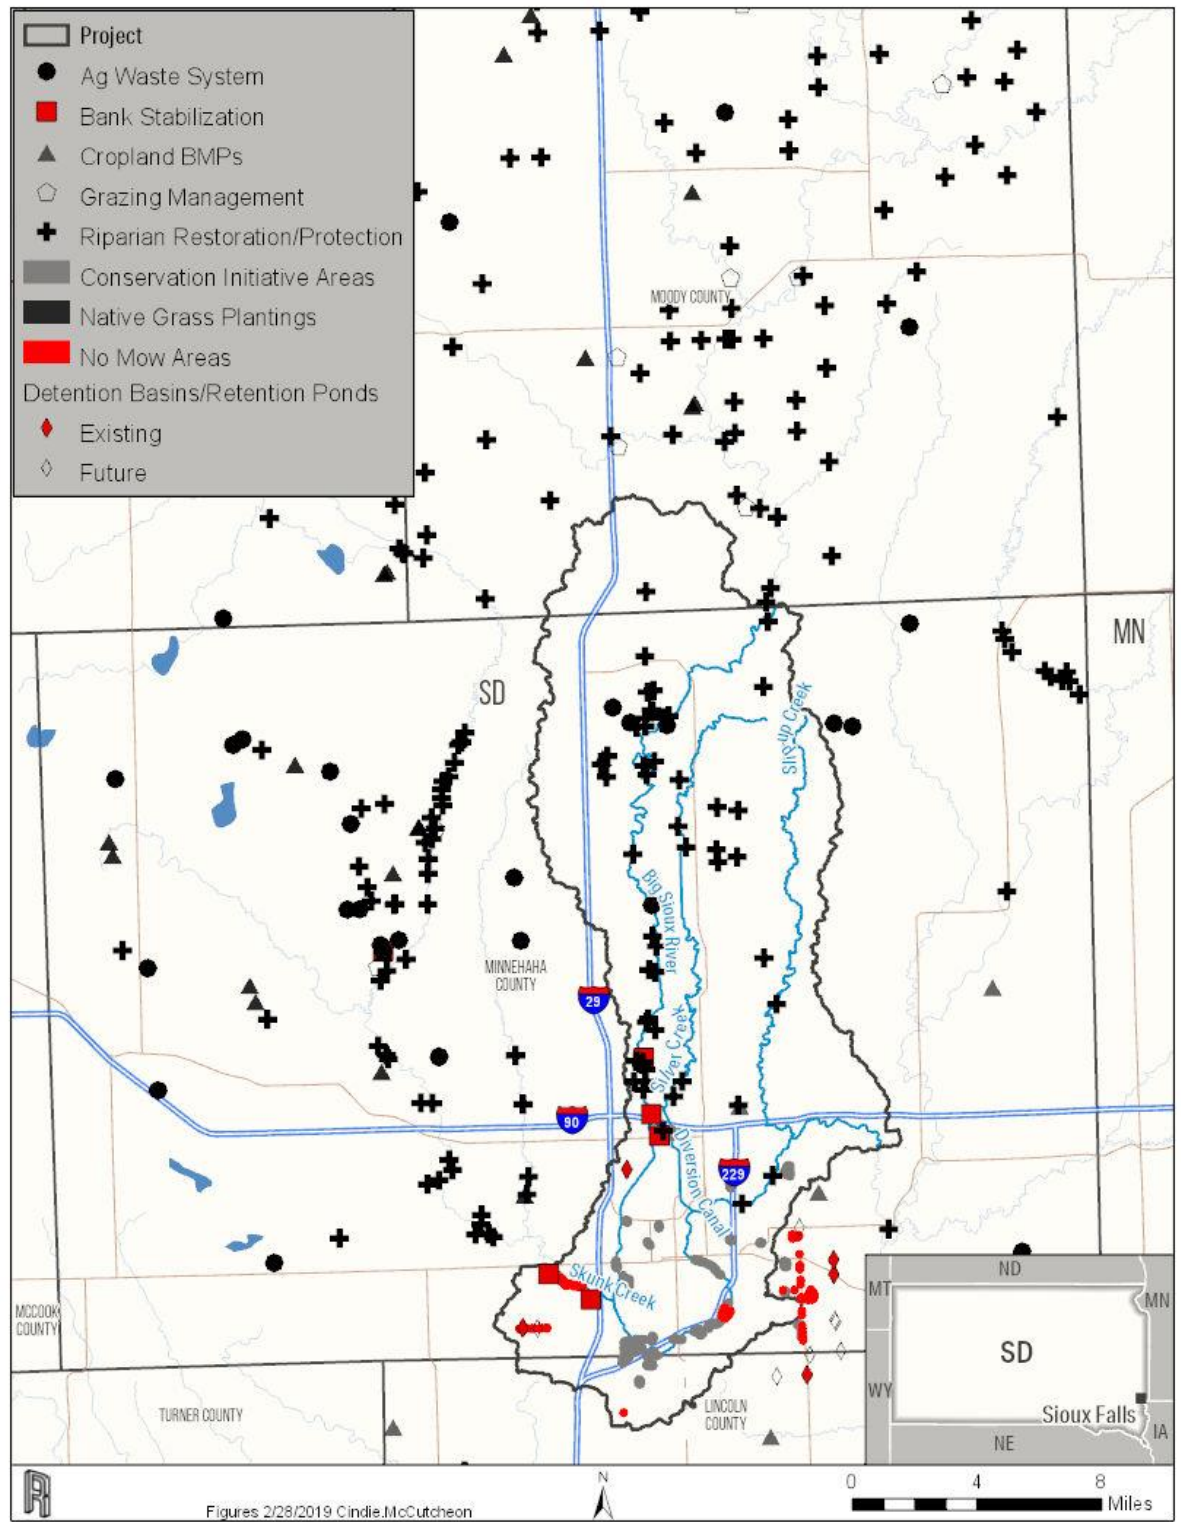 Project
Ag Waste System
Bank Stabilization
Cropland BMPs
Grazing Management
Riparian Restoration/Protection
Conservation Initiative Areas
Native Grass Plantings
No Mow Areas
Detention Basins/Retention Ponds
Existing
Future
MOODY COUNTY
MN
SD
Slip-up Creek
Big Sioux River
MINNEHAHA
COUNTY
29
Silver Creek
90
Diversion Canal
229
Skunk Creek
MCCOOK
COUNTY
TURNER COUNTY
LINCOLN
COUNTY
ND
MT
MN
SD
WY
Sioux Falls
IA
NE
R
Figures 2/28/2019 Cindie.McCutcheon
N
0 4 8
Miles